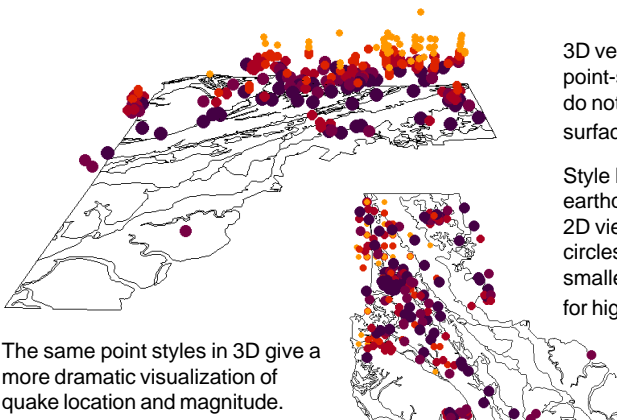 3D ve
point-s
do not
surfac
Style l
eartho
2D vie
circles
smalle
for hig
The same point styles in 3D give a
more dramatic visualization of
quake location and magnitude.